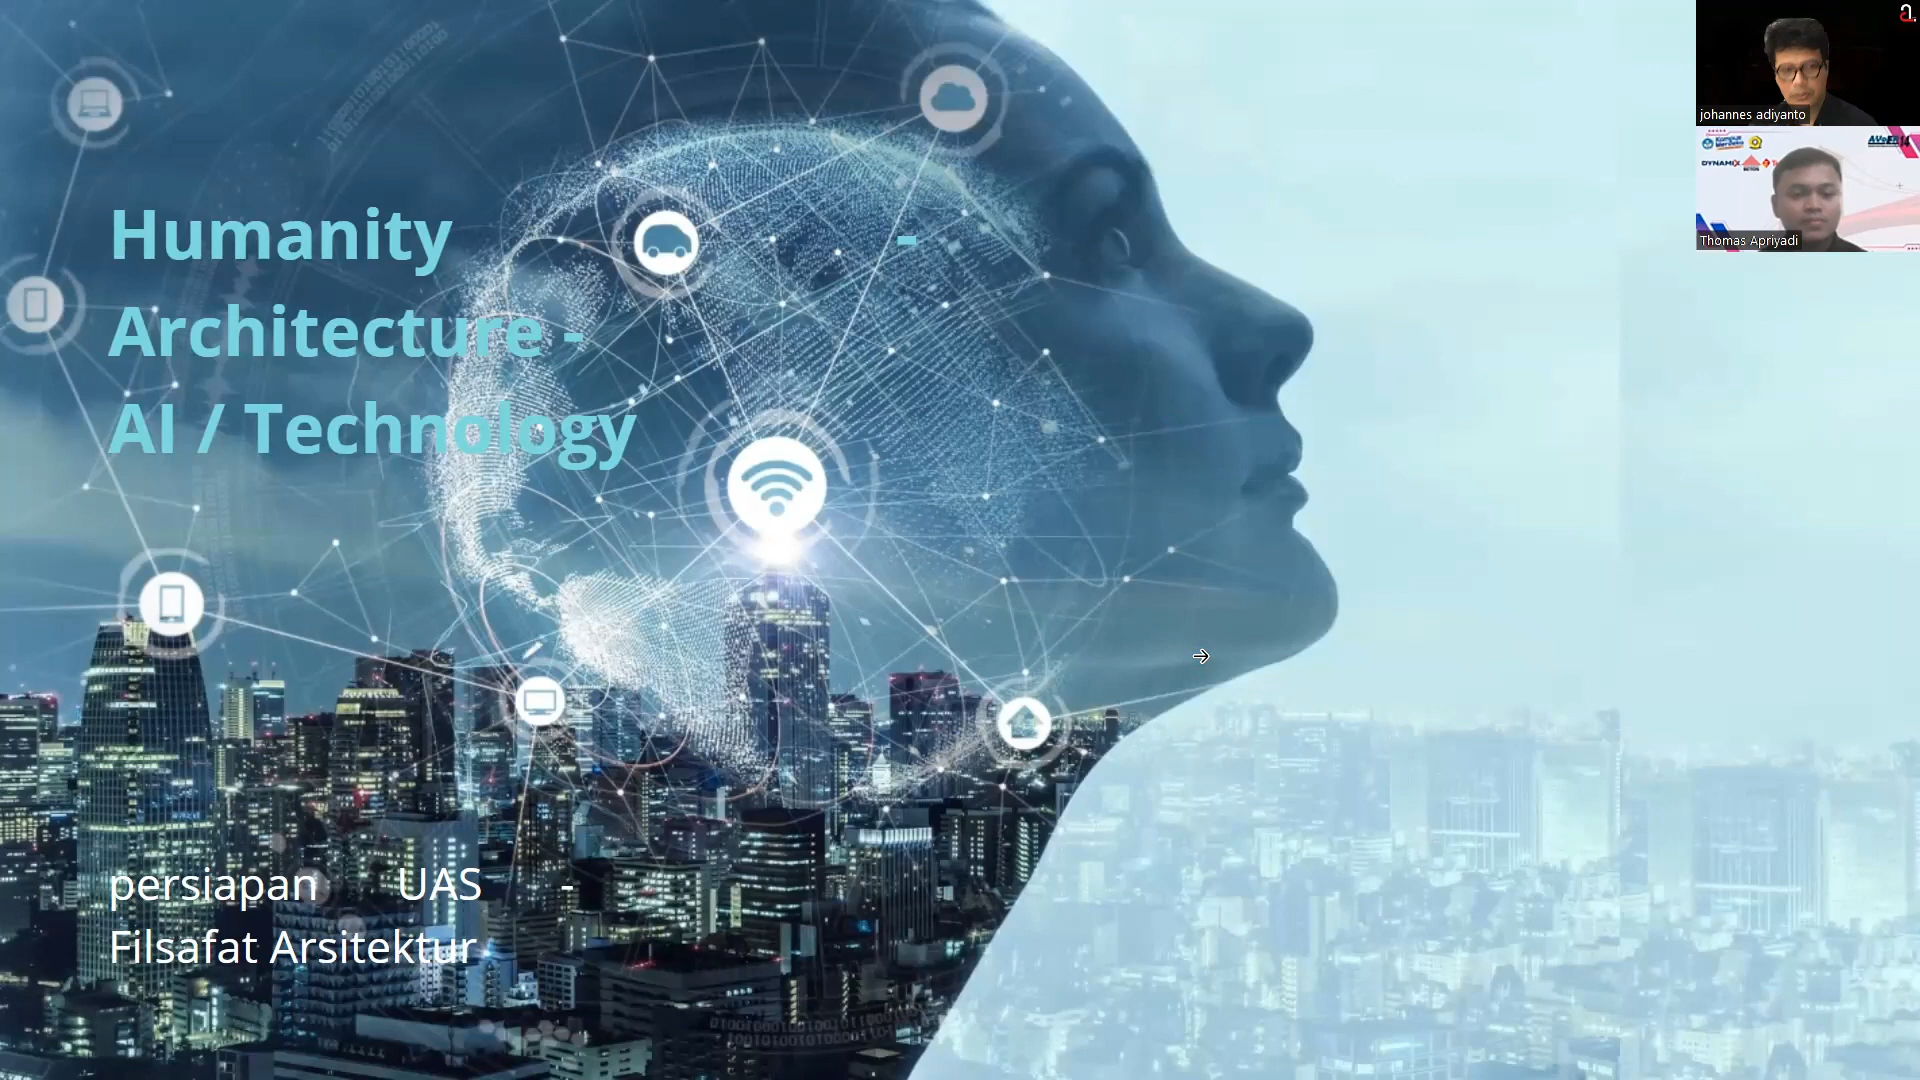 Humanity -
Architecture -
AI / Technology
persiapan UAS -
Filsafat Arsitektur
johannes adiyanto
Thomas Apriyadi